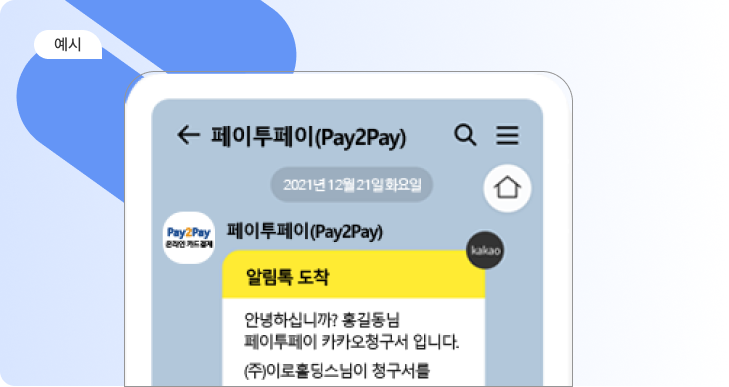 예시
페이투페이(Pay2Pay)
2021년 12월 21일 화요일
Pay2Pay
온라인 카드결제
페이투페이(Pay2Pay)
kakao
알림톡 도착
안녕하십니까? 홍길동님
페이투페이 카카오청구서 입니다.
(주)이로홀딩스님이 청구서를